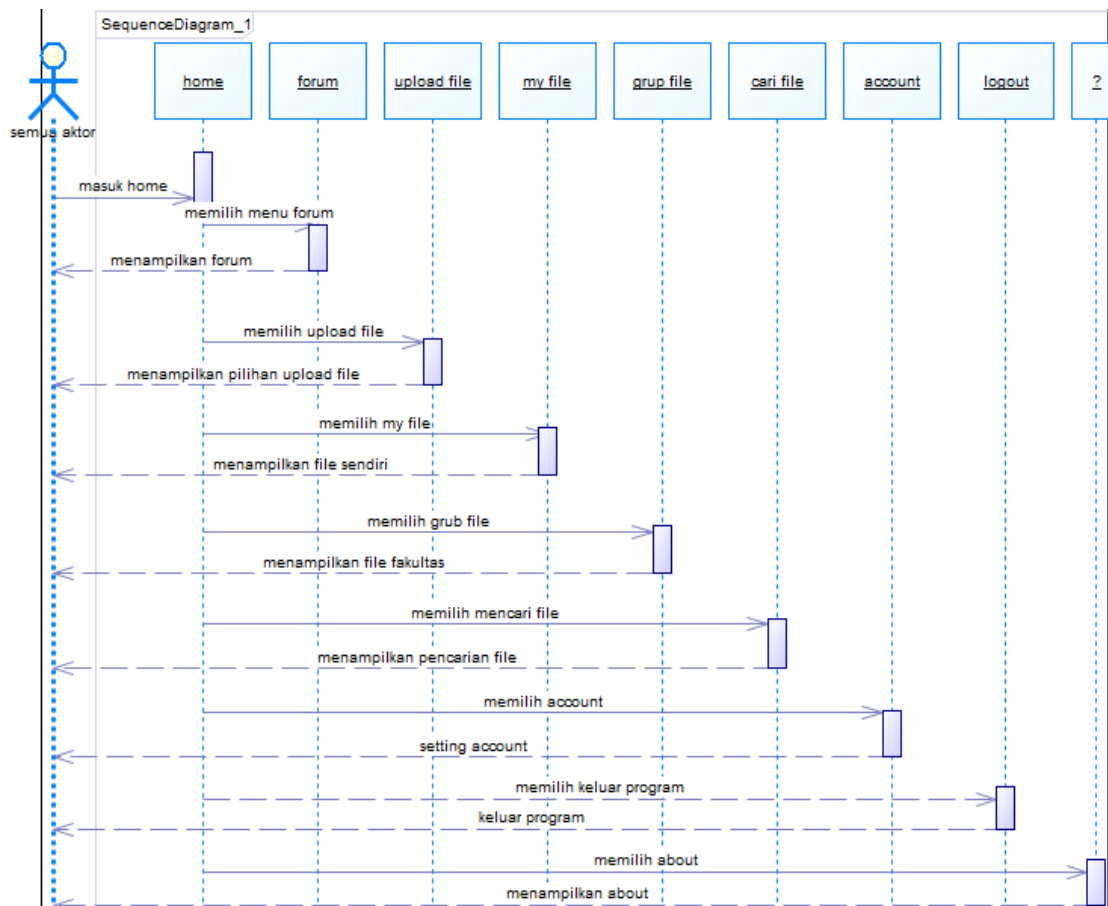 SequenceDiagram_1
home
forum
upload file
my file
grup file
cari file
account
logout
?
semua aktor
masuk home
memilih menu forum
menampilkan forum
memilih upload file
menampilkan pilihan upload file
memilih my file
menampilkan file sendiri
memilih grub file
menampilkan file fakultas
memilih mencari file
menampilkan pencarian file
memilih account
setting account
memilih keluar program
keluar program
memilih about
menampilkan about